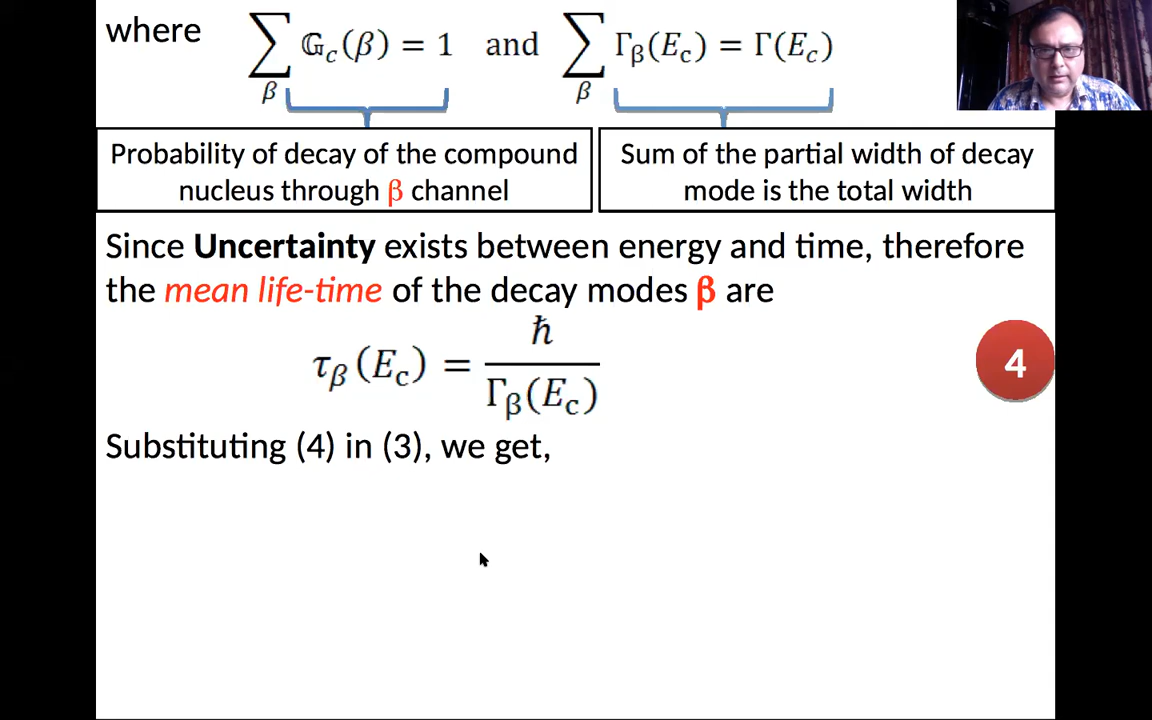 where ∑_β 𝔾_c(β) = 1 and ∑_β Γ_β(E_c) = Γ(E_c)
Probability of decay of the compound
nucleus through β channel
Sum of the partial width of decay
mode is the total width
Since Uncertainty exists between energy and time, therefore
the mean life-time of the decay modes β are
τ_β(E_c) = ℏ / Γ_β(E_c)
4
Substituting (4) in (3), we get,